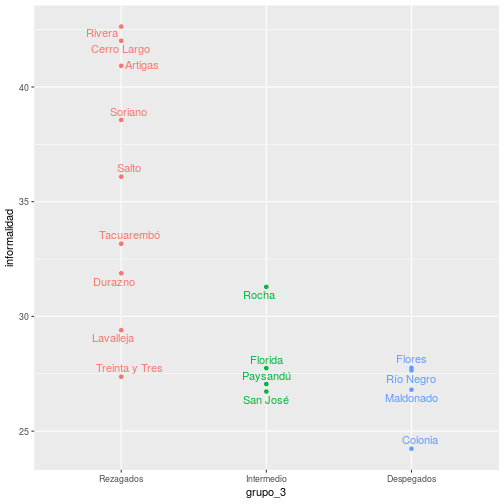 Rivera
Cerro Largo
Artigas
40
Soriano
Salto
35
Tacuarembó
Durazno
Rocha
30
Lavalleja
Florida
Flores
Treinta y Tres
Paysandú
Río Negro
San José
Maldonado
25
Colonia
informalidad
Rezagados
Intermedio
Despegados
grupo_3